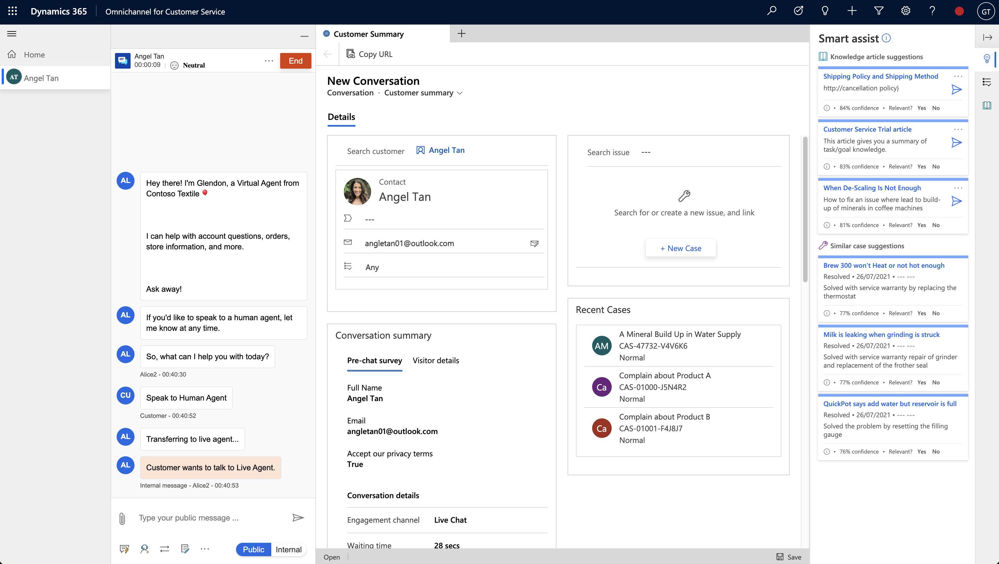 Dynamics 365
Omnichannel for Customer Service
GT
Home
AT
Angel Tan
Angel Tan
00:00:09
Neutral
End
AL
Hey there! I'm Glendon, a Virtual Agent from
Contoso Textile
I can help with account questions, orders,
store information, and more.
Ask away!
AL
If you'd like to speak to a human agent, let
me know at any time.
AL
So, what can I help you with today?
Alice2 - 00:40:30
CU
Speak to Human Agent
Customer - 00:40:52
AL
Transferring to live agent...
AL
Customer wants to talk to Live Agent.
Internal message - Alice2 - 00:40:53
Type your public message ...
Public
Internal
Customer Summary
Copy URL
New Conversation
Conversation · Customer summary
Details
Search customer
Angel Tan
Contact
Angel Tan
---
angletan01@outlook.com
Any
Conversation summary
Pre-chat survey
Visitor details
Full Name
Angel Tan
Email
angletan01@outlook.com
Accept our privacy terms
True
Conversation details
Engagement channel
Live Chat
Waiting time
28 secs
Search issue
---
Search for or create a new issue, and link
+ New Case
Recent Cases
AM
A Mineral Build Up in Water Supply
CAS-47732-V4V6K6
Normal
Ca
Complain about Product A
CAS-01000-J5N4R2
Normal
Ca
Complain about Product B
CAS-01001-F4J8J7
Normal
Open
Save
Smart assist
Knowledge article suggestions
Shipping Policy and Shipping Method
http://cancellation policy}
• 84% confidence • Relevant? Yes No
Customer Service Trial article
This article gives you a summary of
task/goal knowledge.
• 83% confidence • Relevant? Yes No
When De-Scaling Is Not Enough
How to fix an issue where lead to build-
up of minerals in coffee machines
• 81% confidence • Relevant? Yes No
Similar case suggestions
Brew 300 won't Heat or not hot enough
Resolved • 26/07/2021 • --- ---
Solved with service warranty by replacing the
thermostat
• 77% confidence • Relevant? Yes No
Milk is leaking when grinding is struck
Resolved • 26/07/2021 • --- ---
Solved with service warranty repair of grinder
and replacement of the frother seal
• 77% confidence • Relevant? Yes No
QuickPot says add water but reservoir is full
Resolved • 26/07/2021 • --- ---
Solved the problem by resetting the filling
gauge
• 76% confidence • Relevant? Yes No